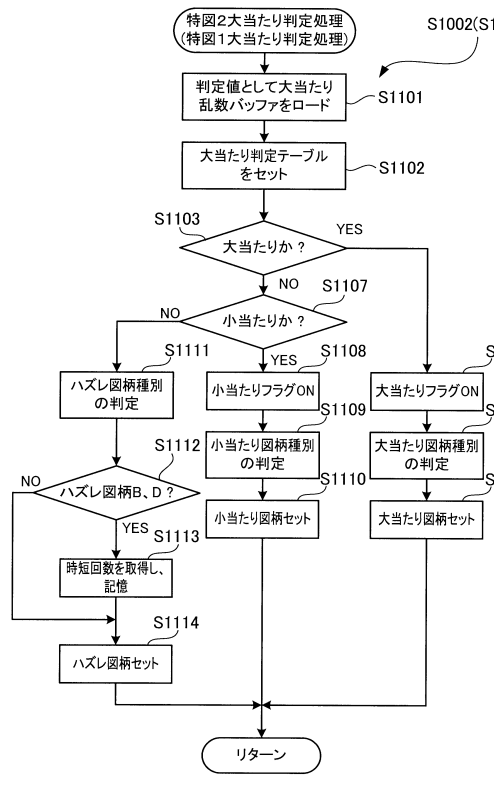 特図２大当たり判定処理
(特図１大当たり判定処理)
S1002(S1
判定値として大当たり
乱数バッファをロード
S1101
大当たり判定テーブル
をセット
S1102
S1103
大当たりか？
YES
NO
S1107
小当たりか？
NO
YES
S1111
ハズレ図柄種別
の判定
S1108
小当たりフラグON
S
大当たりフラグON
S1109
小当たり図柄種別
の判定
S
大当たり図柄種別
の判定
S1112
ハズレ図柄B、D？
NO
YES
S1110
小当たり図柄セット
S
大当たり図柄セット
S1113
時短回数を取得し、
記憶
S1114
ハズレ図柄セット
リターン